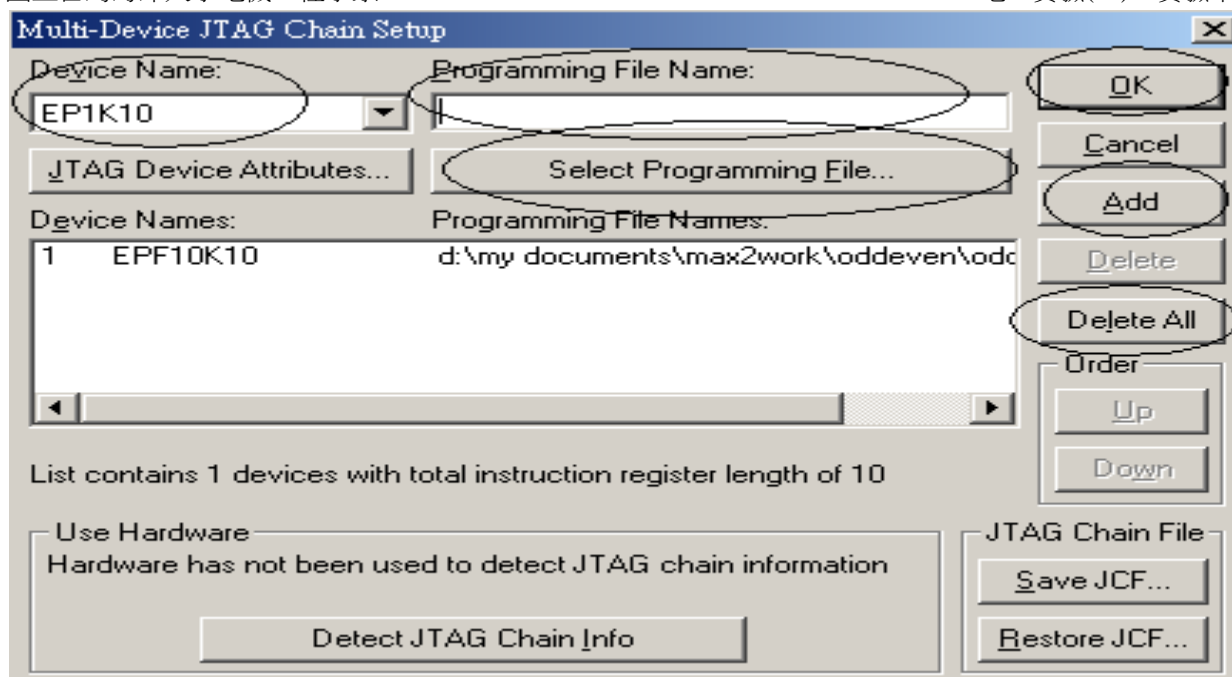 Multi-Device JTAG Chain Setup
Device Name:
Programming File Name:
OK
EP1K10
Cancel
JTAG Device Attributes...
Select Programming File...
Add
Device Names:
Programming File Names:
1 EPF10K10 d:\my documents\max2work\oddeven\odd
Delete
Delete All
Order
Up
Down
List contains 1 devices with total instruction register length of 10
Use Hardware
Hardware has not been used to detect JTAG chain information
Detect JTAG Chain Info
JTAG Chain File
Save JCF...
Restore JCF...